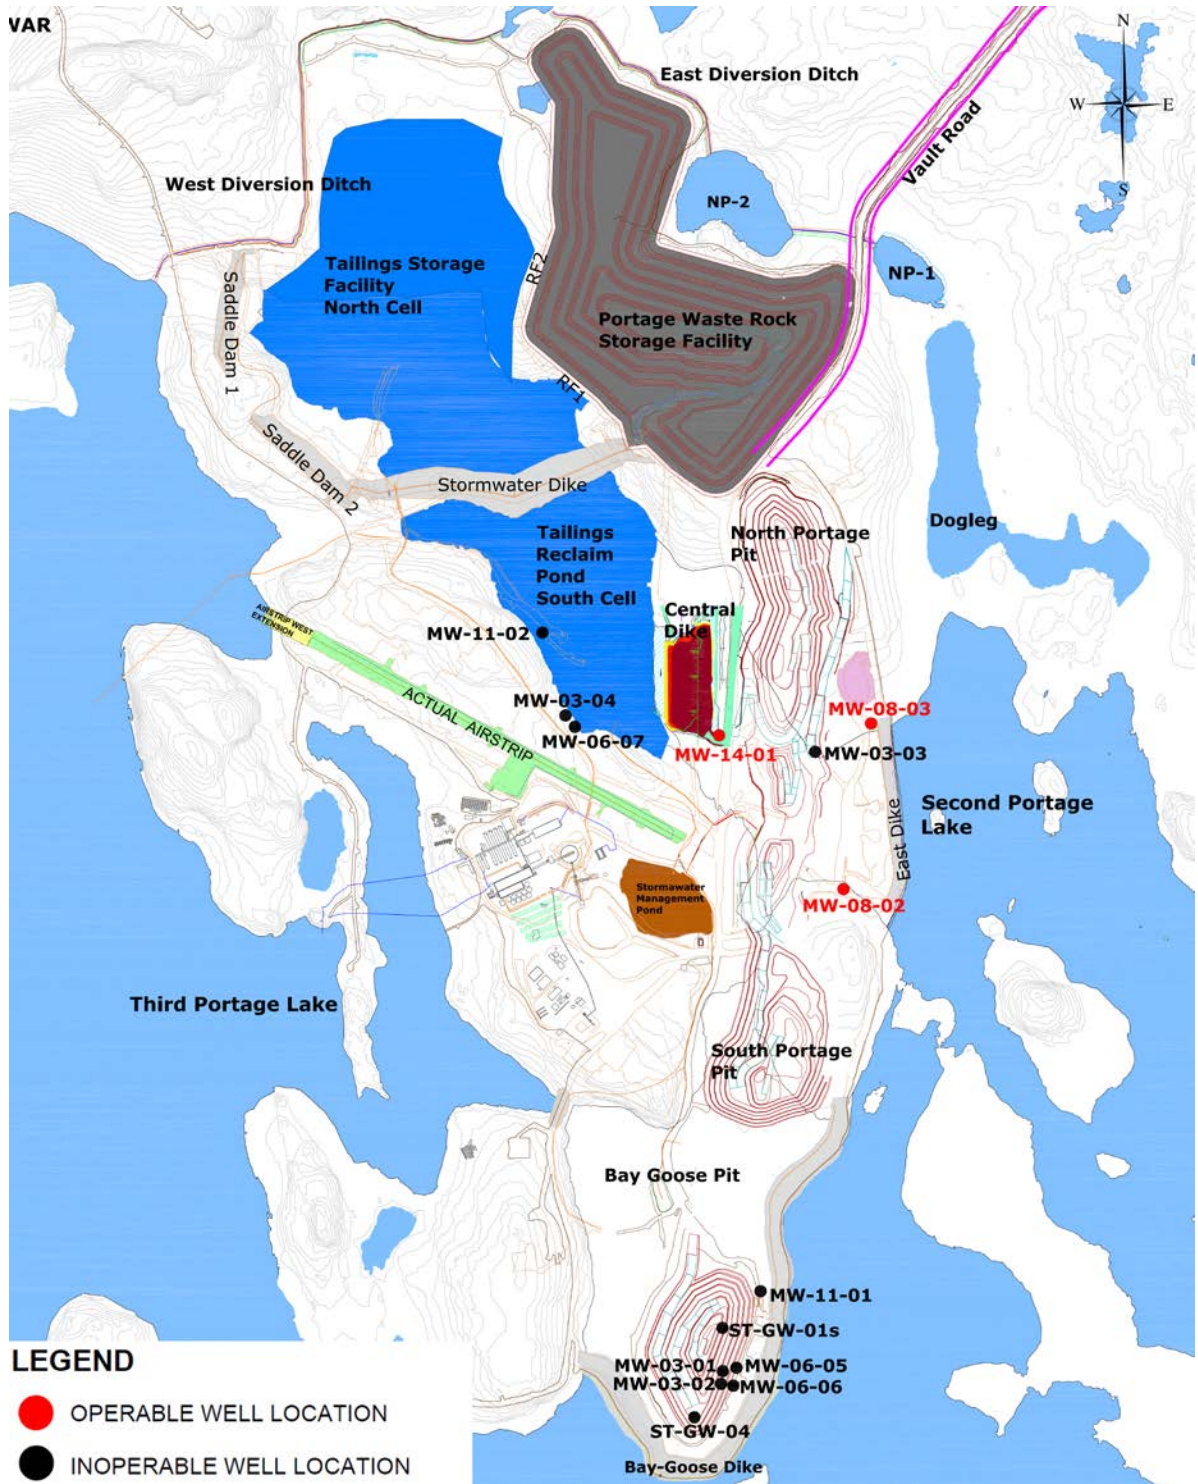 WAR
N
East Diversion Ditch
W
E
Vault Road
S
West Diversion Ditch
NP-2
Tailings Storage
Facility
North Cell
RF2
NP-1
Saddle Dam 1
Portage Waste Rock
Storage Facility
RF1
Saddle Dam 2
Stormwater Dike
Tailings
Reclaim
Pond
South Cell
North Portage
Pit
Dogleg
AIRSTRIP WEST
EXTENSION
Central
Dike
MW-11-02
ACTUAL AIRSTRIP
MW-03-04
MW-06-07
MW-08-03
MW-14-01
MW-03-03
Second Portage
Lake
East Dike
Stormawater
Management
Pond
MW-08-02
Third Portage Lake
South Portage
Pit
Bay Goose Pit
MW-11-01
ST-GW-01s
MW-03-01
MW-06-05
MW-03-02
MW-06-06
ST-GW-04
Bay-Goose Dike
LEGEND
OPERABLE WELL LOCATION
INOPERABLE WELL LOCATION